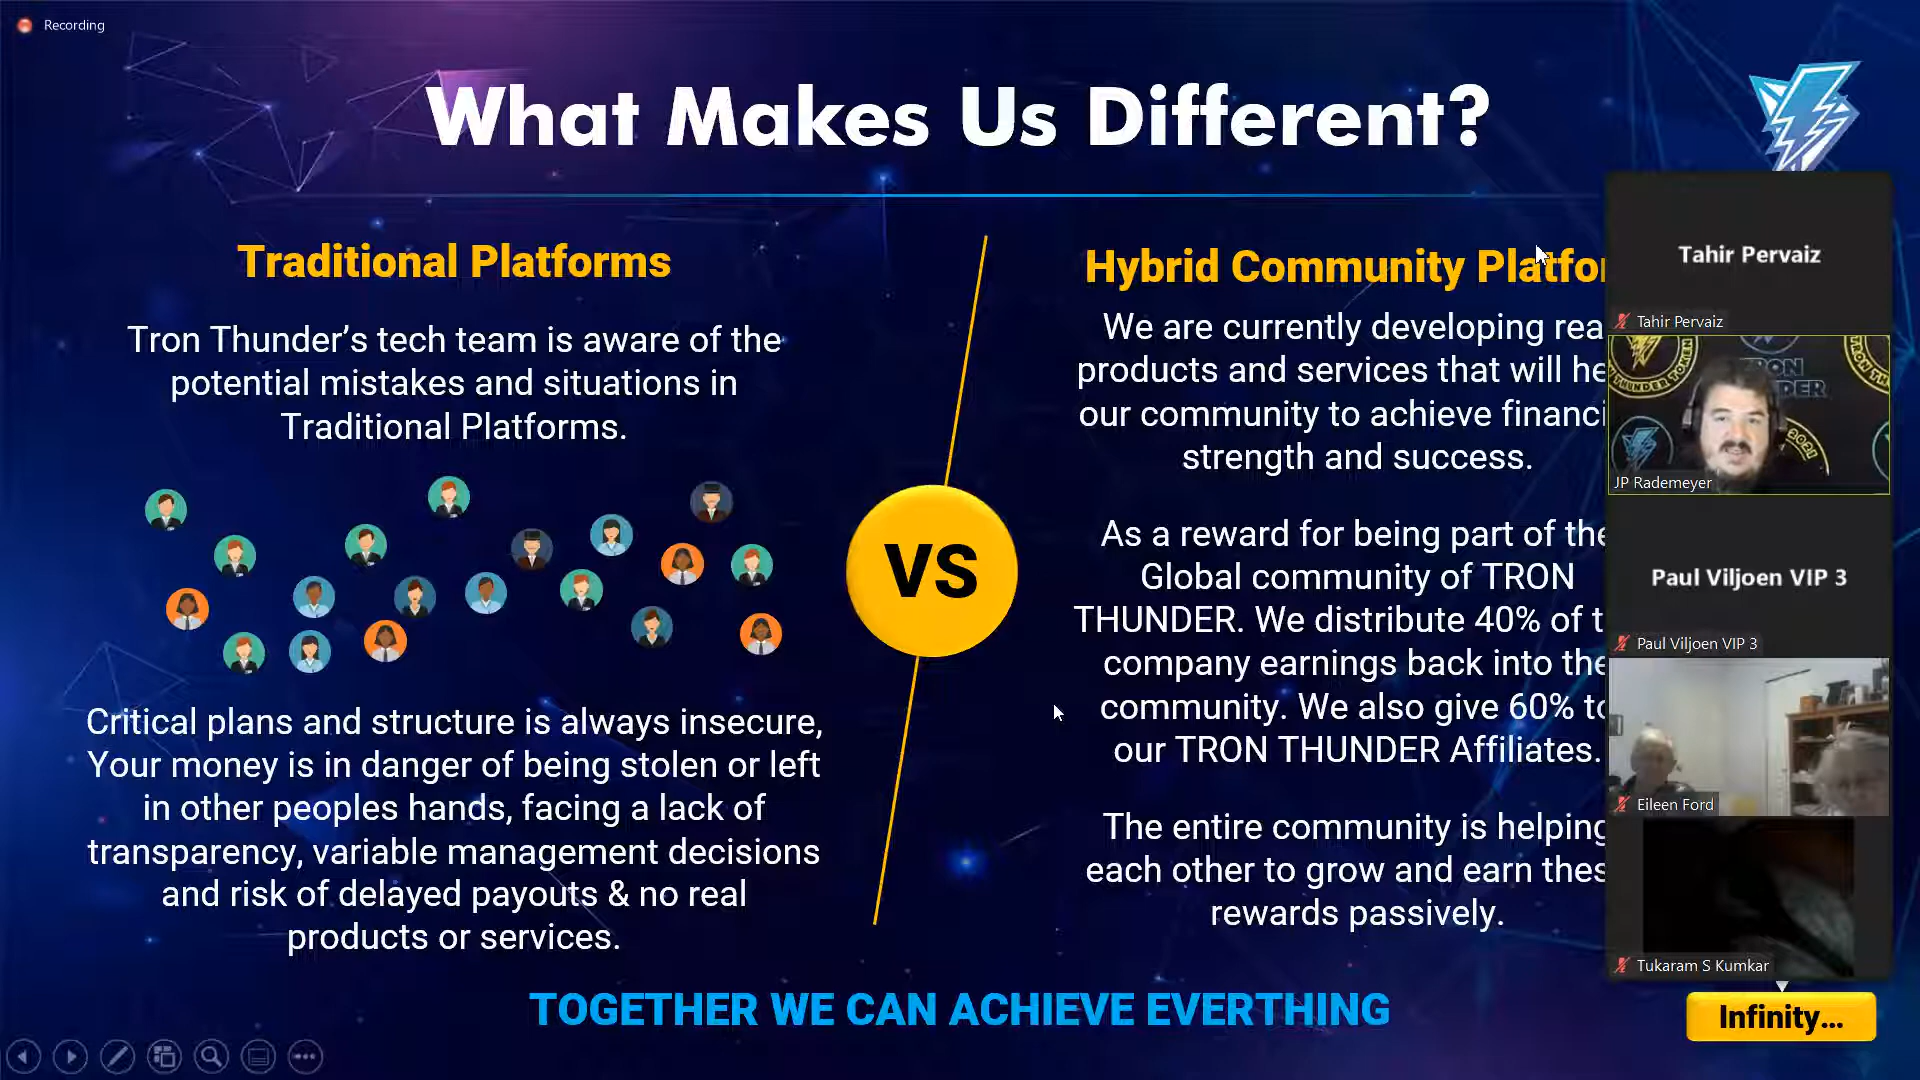 Recording
What Makes Us Different?
Traditional Platforms
Tron Thunder’s tech team is aware of the
potential mistakes and situations in
Traditional Platforms.
Critical plans and structure is always insecure,
Your money is in danger of being stolen or left
in other peoples hands, facing a lack of
transparency, variable management decisions
and risk of delayed payouts & no real
products or services.
VS
Hybrid Community Platfor
We are currently developing rea
products and services that will he
our community to achieve financi
strength and success.
As a reward for being part of the
Global community of TRON
THUNDER. We distribute 40% of t
company earnings back into the
community. We also give 60% to
our TRON THUNDER Affiliates.
The entire community is helping
each other to grow and earn thes
rewards passively.
TOGETHER WE CAN ACHIEVE EVERTHING
Tahir Pervaiz
Tahir Pervaiz
JP Rademeyer
Paul Viljoen VIP 3
Paul Viljoen VIP 3
Eileen Ford
Tukaram S Kumkar
Infinity...